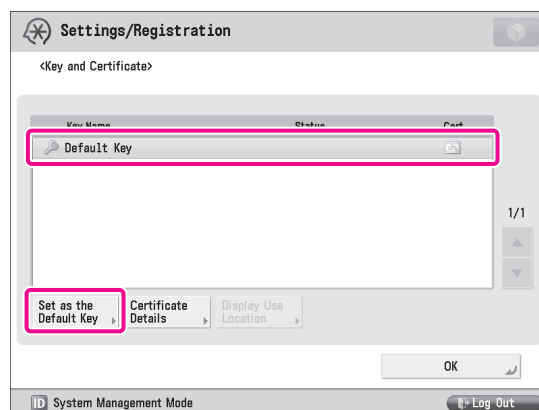 Settings/Registration
<Key and Certificate>
Key Name Status Cert
Default Key
1/1
Set as the
Default Key
Certificate
Details
Display Use
Location
OK
ID System Management Mode
Log Out